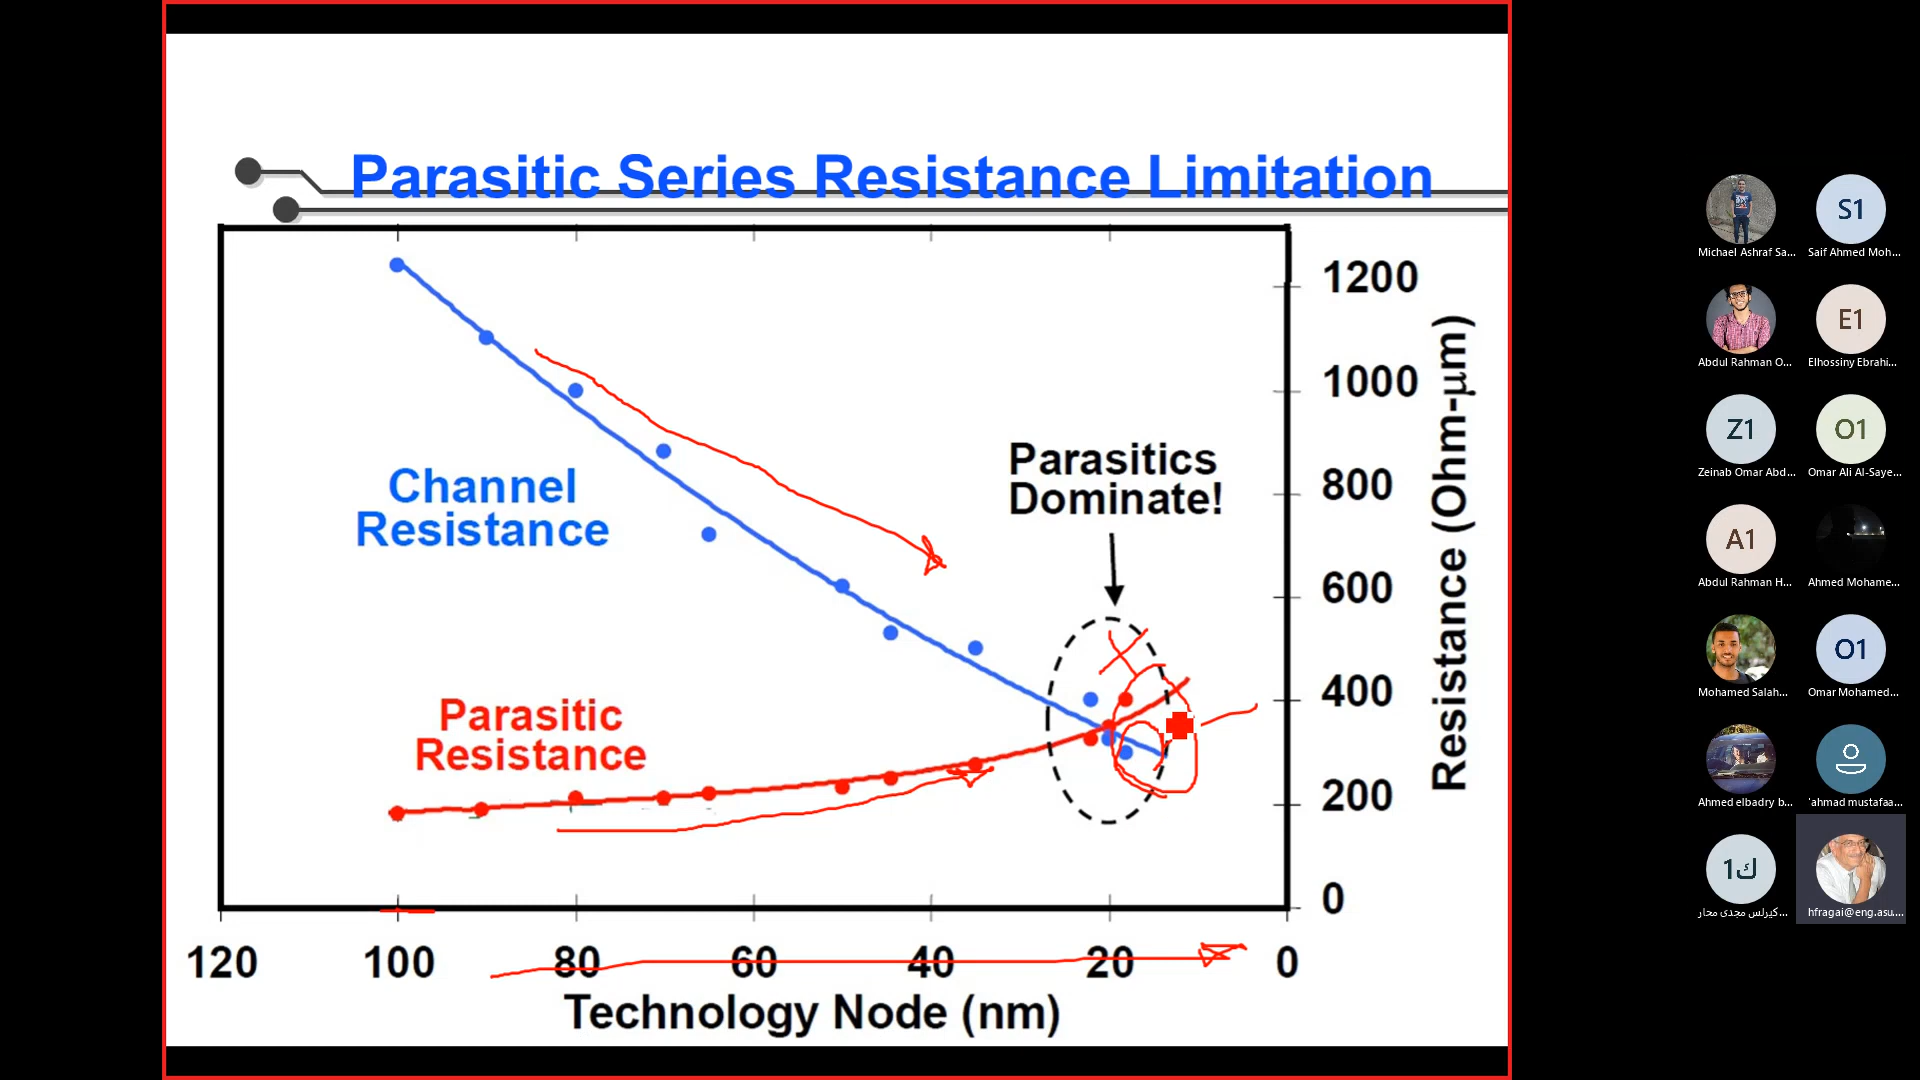 Parasitic Series Resistance Limitation
1200
1000
800
600
400
200
0
Resistance (Ohm-μm)
Channel
Resistance
Parasitics
Dominate!
Parasitic
Resistance
120 100 80 60 40 20 0
Technology Node (nm)
Michael Ashraf Sa...
S1
Saif Ahmed Moh...
Abdul Rahman O...
E1
Elhossiny Ebrahi...
Z1
Zeinab Omar Abd...
O1
Omar Ali Al-Saye...
A1
Abdul Rahman H...
Ahmed Mohame...
Mohamed Salah...
O1
Omar Mohamed...
Ahmed elbadry b...
'ahmad mustafaa...
ك1
كيرلس مجدى محار...
hfragai@eng.asu....